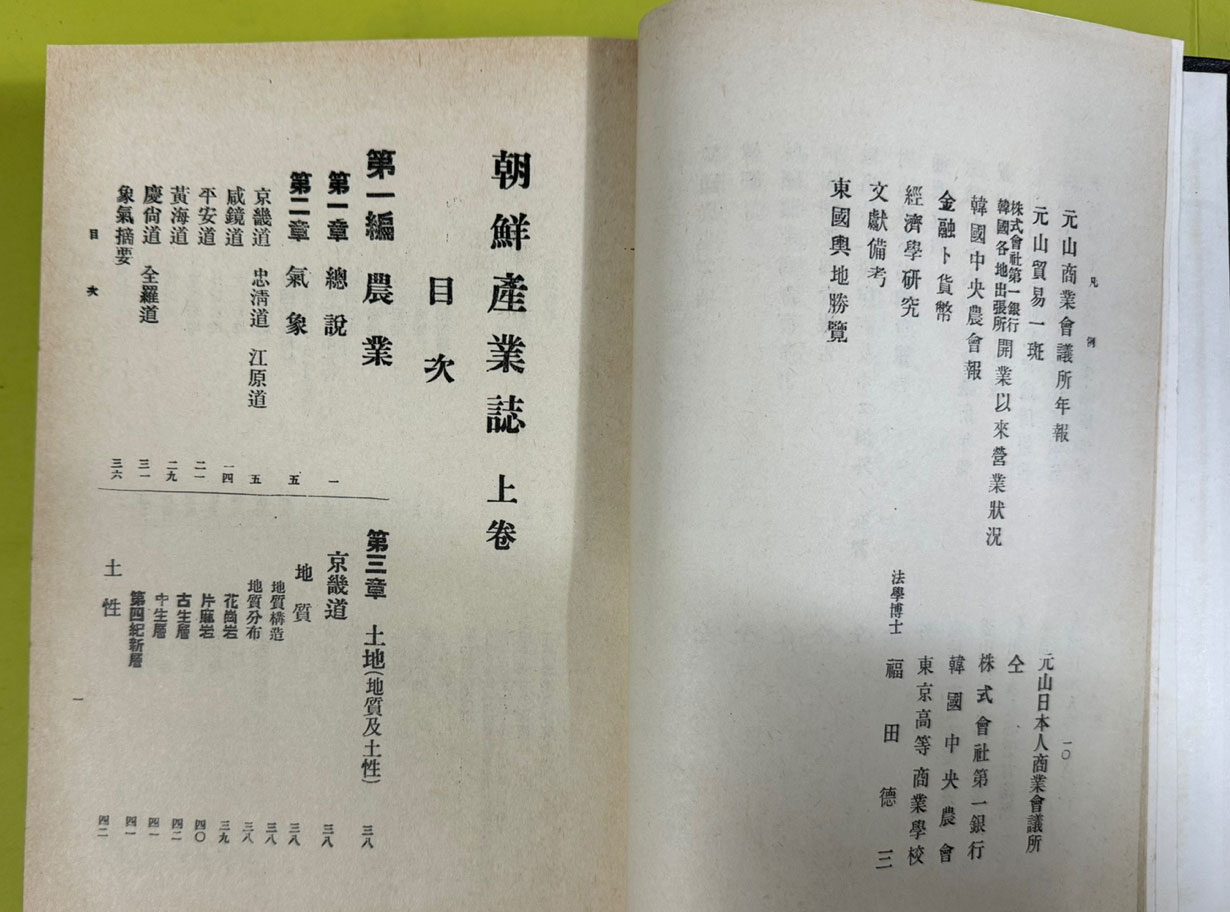 凡例 一〇
元山商業會議所年報 元山日本人商業會議所
元山貿易一班 仝
株式會社第一銀行
韓國各地出張所
開業以來營業狀況 株式會社第一銀行
韓國中央農會報 韓國中央農會
金融ト貨幣 東京高等商業學校
經濟學研究 法學博士 福田德三
文獻備考
東國輿地勝覽
朝鮮產業誌 上卷
目次
第一編 農業
第一章 總說 一
第二章 氣象 五
京畿道 忠淸道 江原道 五
咸鏡道 一四
平安道 二一
黃海道 二九
慶尙道 全羅道 三一
象氣摘要 三六
第三章 土地(地質及土性) 三八
京畿道 三八
地質 三八
地質構造 三八
地質分布 三八
花崗岩 三九
片麻岩 四〇
古生層 四二
中生層 四一
第四紀新層 四一
土性 四二
目次 一